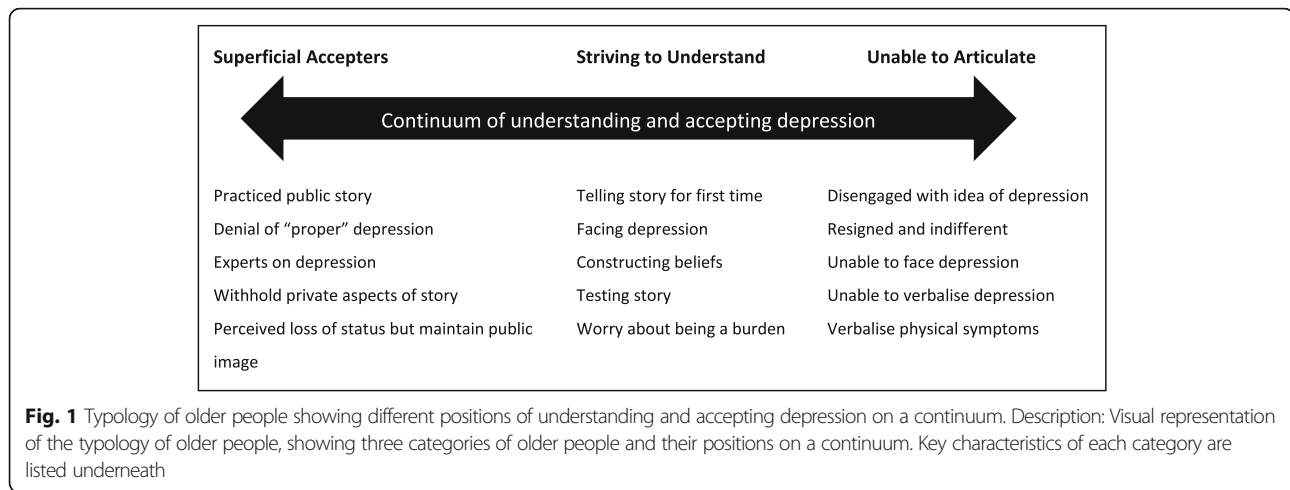 Superficial Accepters Striving to Understand Unable to Articulate
Continuum of understanding and accepting depression
Practiced public story Telling story for first time Disengaged with idea of depression
Denial of “proper” depression Facing depression Resigned and indifferent
Experts on depression Constructing beliefs Unable to face depression
Withhold private aspects of story Testing story Unable to verbalise depression
Perceived loss of status but maintain public Worry about being a burden Verbalise physical symptoms
image
Fig. 1 Typology of older people showing different positions of understanding and accepting depression on a continuum. Description: Visual representation
of the typology of older people, showing three categories of older people and their positions on a continuum. Key characteristics of each category are
listed underneath